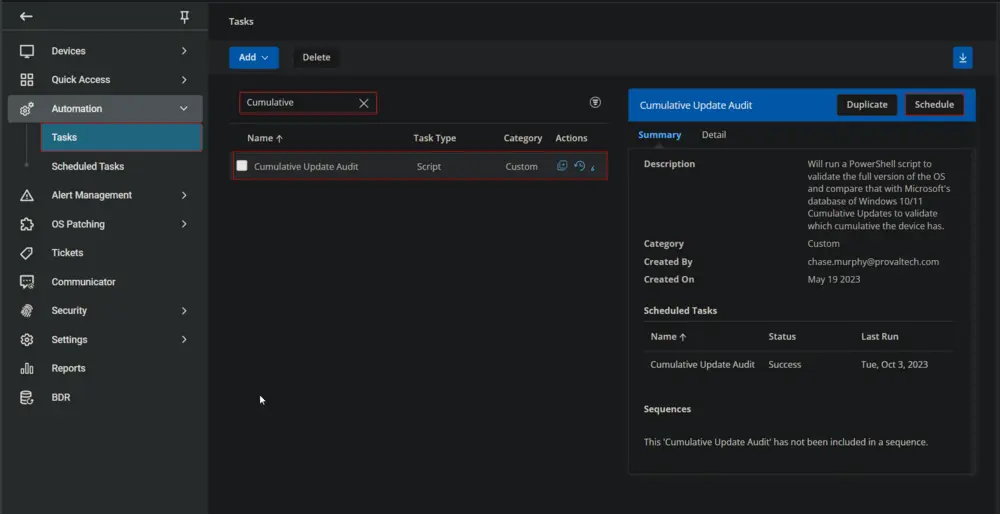 Devices
Quick Access
Automation
Tasks
Scheduled Tasks
Alert Management
OS Patching
Tickets
Communicator
Security
Settings
Reports
BDR
Tasks
Add
Delete
Cumulative
Name
Task Type
Category
Actions
Cumulative Update Audit
Script
Custom
Cumulative Update Audit
Duplicate
Schedule
Summary
Detail
Description
Will run a PowerShell script to
validate the full version of the OS
and compare that with Microsoft's
database of Windows 10/11
Cumulative Updates to validate
which cumulative the device has.
Category
Custom
Created By
chase.murphy@provaltech.com
Created On
May 19 2023
Scheduled Tasks
Name
Status
Last Run
Cumulative Update Audit
Success
Tue, Oct 3, 2023
Sequences
This 'Cumulative Update Audit' has not been included in a sequence.